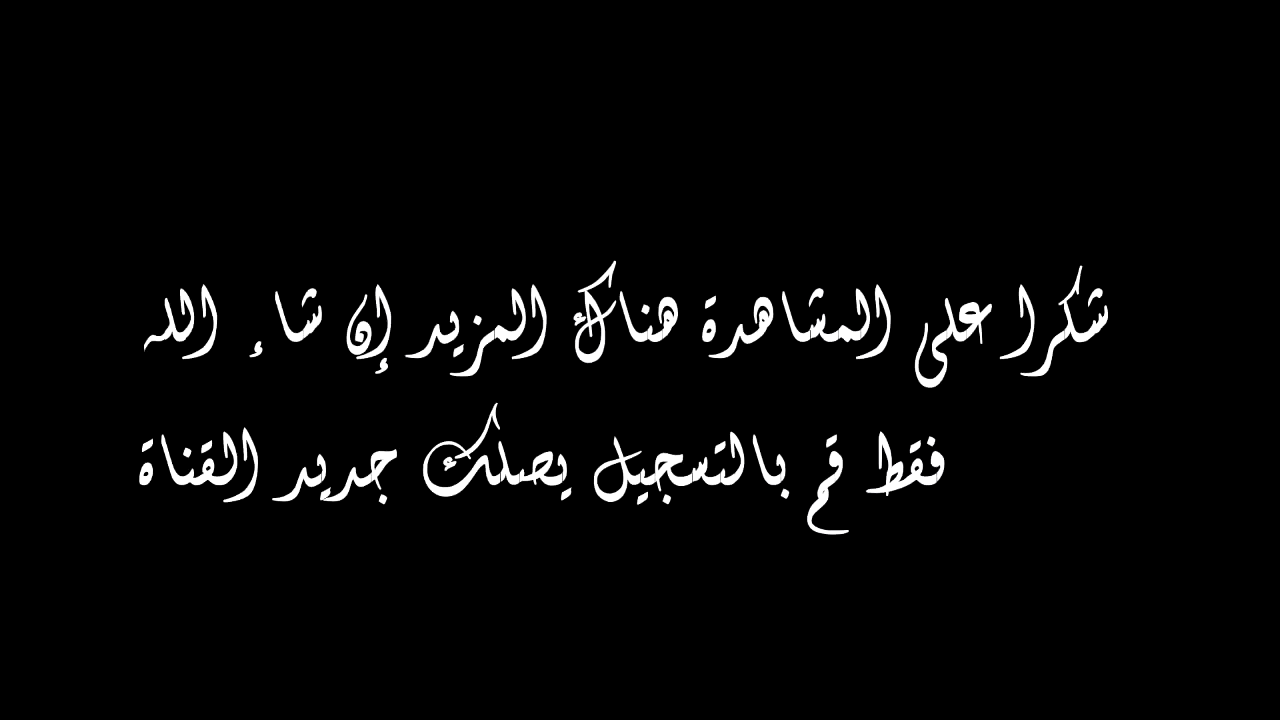 شكرا على المشاهدة هناك المزيد إن شاء الله
فقط قم بالتسجيل يصلك جديد القناة